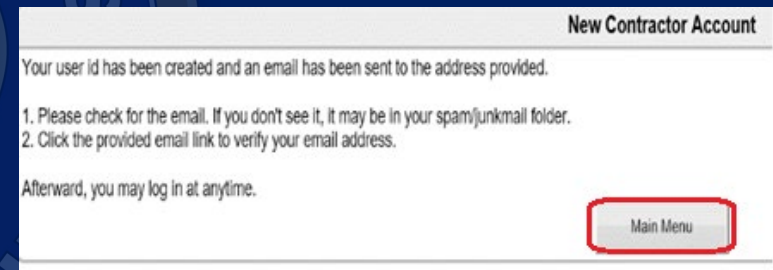 New Contractor Account
Your user id has been created and an email has been sent to the address provided.
1. Please check for the email. If you don't see it, it may be in your spam/junkmail folder.
2. Click the provided email link to verify your email address.
Afterward, you may log in at anytime.
Main Menu